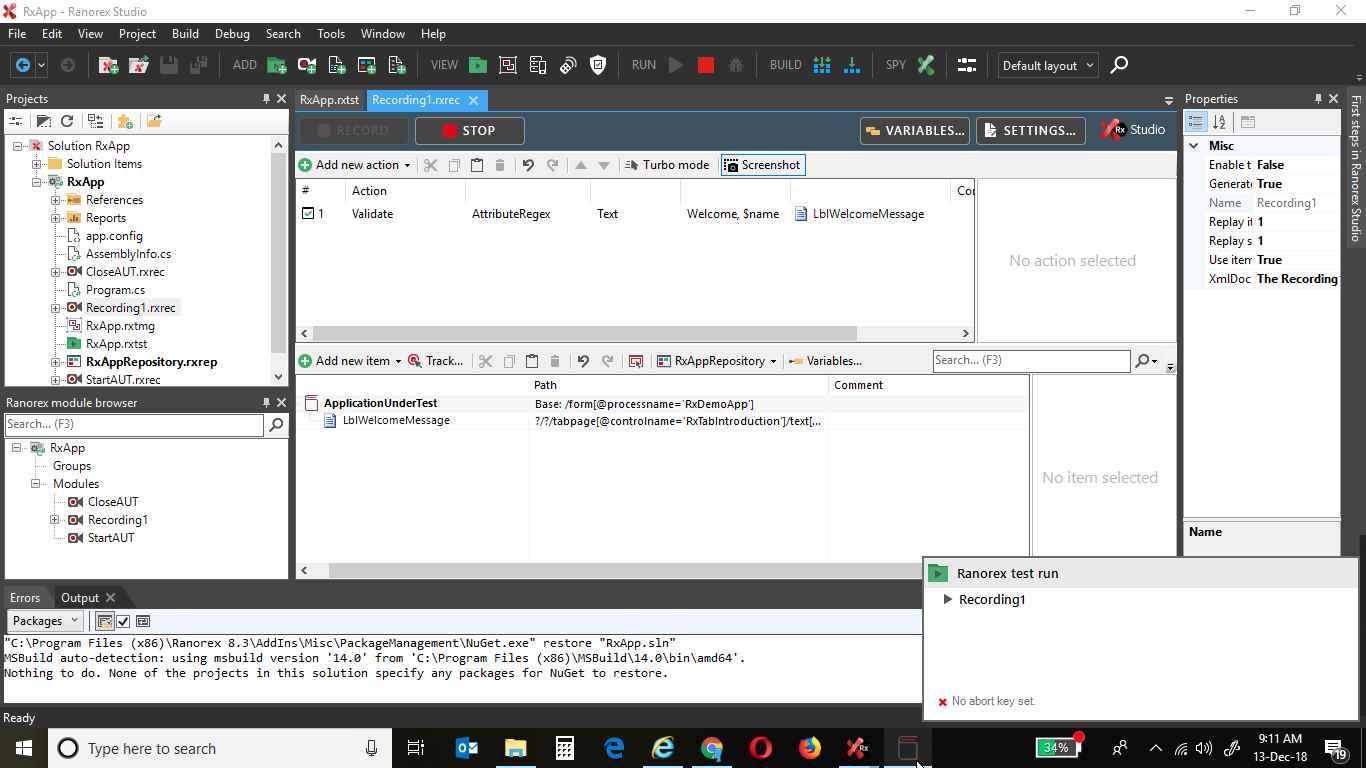 RxApp - Ranorex Studio
File Edit View Project Build Debug Search Tools Window Help
ADD VIEW RUN BUILD SPY Default layout
Projects
Solution RxApp
Solution Items
RxApp
References
Reports
app.config
AssemblyInfo.cs
CloseAUT.rxrec
Program.cs
Recording1.rxrec
RxApp.rxtmg
RxApp.rxtst
RxAppRepository.rxrep
StartAUT.rxrec
Ranorex module browser
Search... (F3)
RxApp
Groups
Modules
CloseAUT
Recording1
StartAUT
RxApp.rxtst Recording1.rxrec
RECORD STOP VARIABLES... SETTINGS... Rx Studio
Add new action Turbo mode Screenshot
# Action Co
1 Validate AttributeRegex Text Welcome, $name LblWelcomeMessage
No action selected
Add new item Track... RxAppRepository Variables... Search... (F3)
Path Comment
ApplicationUnderTest Base: /form[@processname='RxDemoApp']
LblWelcomeMessage ?/?/tabpage[@controlname='RxTabIntroduction']/text[...
No item selected
Properties
Misc
Enable t False
Generate True
Name Recording1
Replay it 1
Replay s 1
Use item True
XmlDoc The Recording
Name
First steps in Ranorex Studio
Errors Output
Packages
"C:\Program Files (x86)\Ranorex 8.3\AddIns\Misc\PackageManagement\NuGet.exe" restore "RxApp.sln"
MSBuild auto-detection: using msbuild version '14.0' from 'C:\Program Files (x86)\MSBuild\14.0\bin\amd64'.
Nothing to do. None of the projects in this solution specify any packages for NuGet to restore.
Ready
Ranorex test run
Recording1
No abort key set.
Type here to search
34%
9:11 AM
13-Dec-18
19